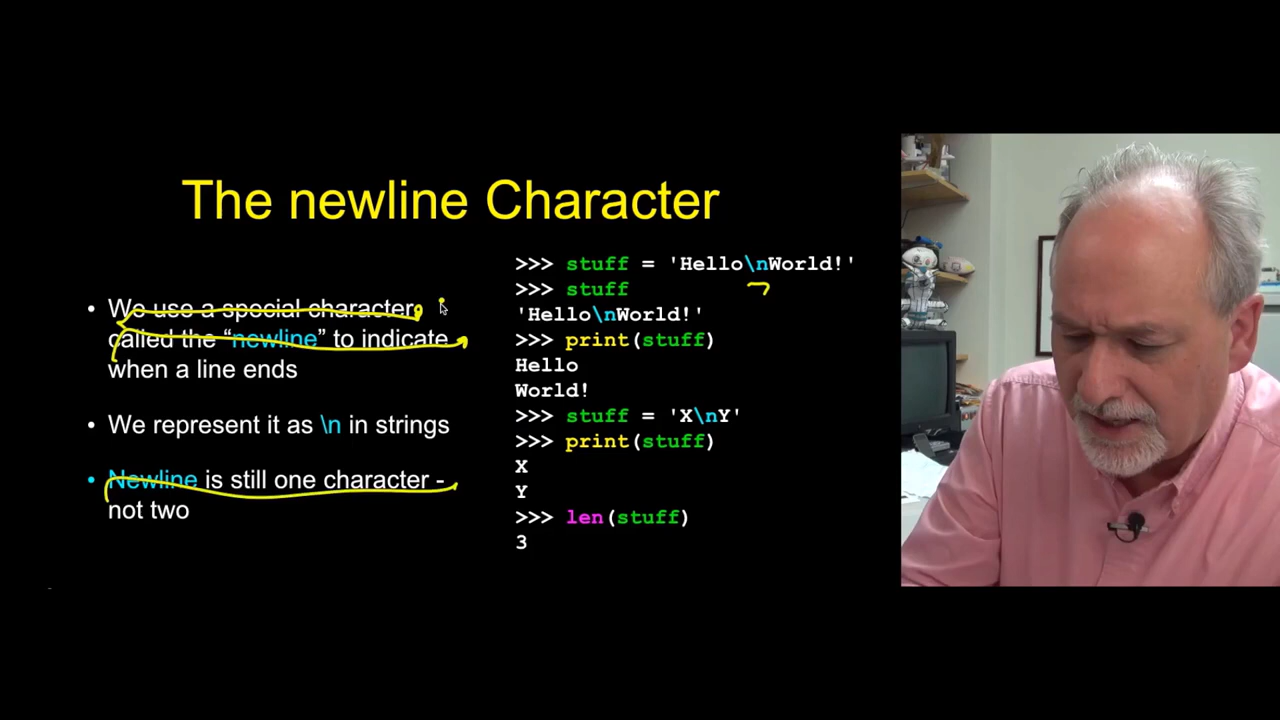 The newline Character
• We use a special character
called the “newline” to indicate
when a line ends
• We represent it as \n in strings
• Newline is still one character -
not two
>>> stuff = 'Hello\nWorld!'
>>> stuff
'Hello\nWorld!'
>>> print(stuff)
Hello
World!
>>> stuff = 'X\nY'
>>> print(stuff)
X
Y
>>> len(stuff)
3